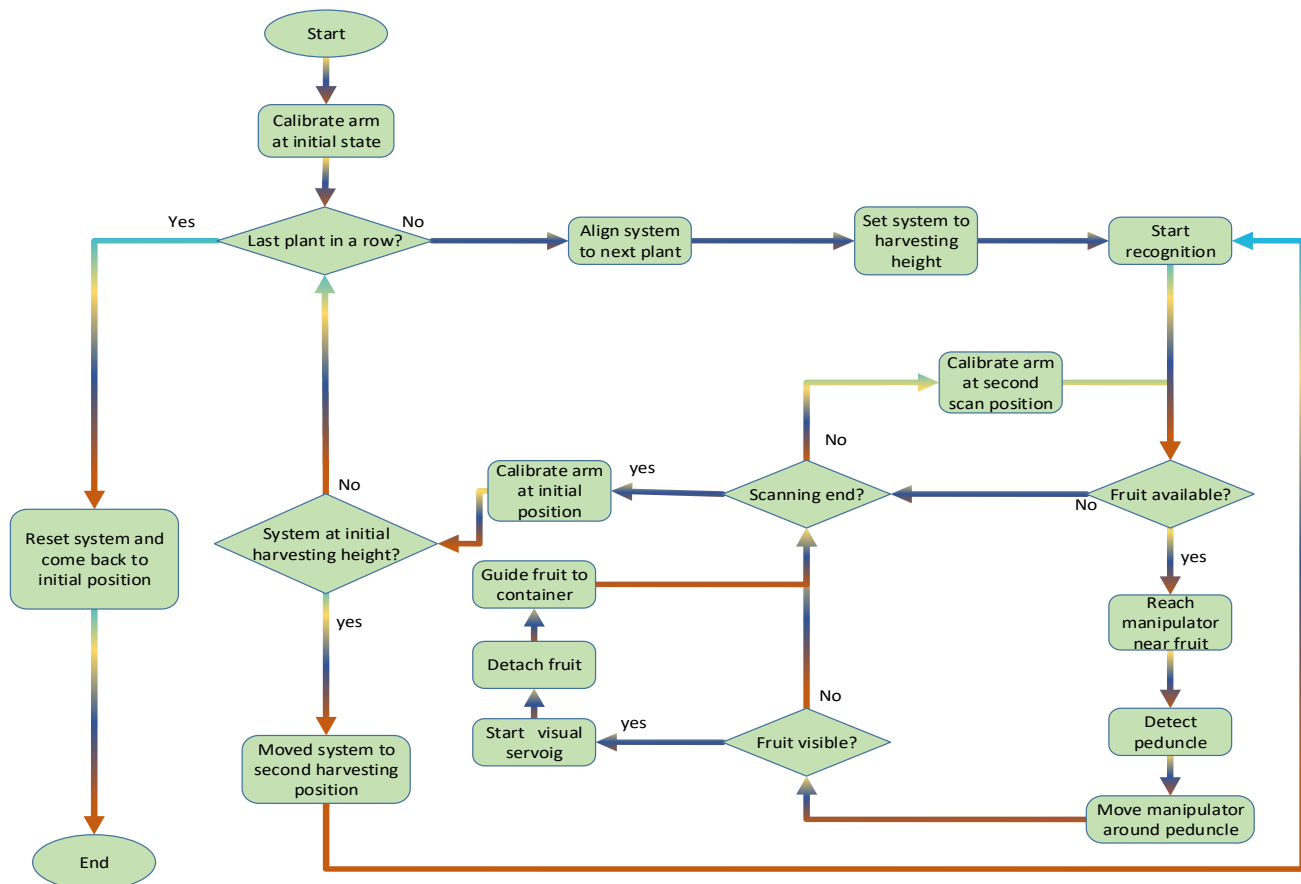 Start
Calibrate arm
at initial state
Yes
Last plant in a row?
No
Align system
to next plant
Set system to
harvesting
height
Start
recognition
Calibrate arm
at second
scan position
No
Calibrate arm
at initial
position
yes
Scanning end?
No
Fruit available?
No
System at initial
harvesting height?
Reset system and
come back to
initial position
yes
Guide fruit to
container
yes
Reach
manipulator
near fruit
Detach fruit
No
Detect
peduncle
Start visual
servoig
yes
Fruit visible?
Moved system to
second harvesting
position
Move manipulator
around peduncle
End